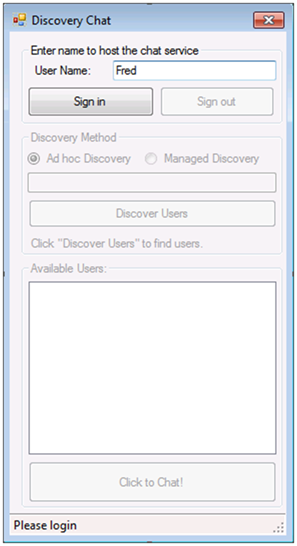 Discovery Chat
Enter name to host the chat service
User Name: Fred
Sign in Sign out
Discovery Method
Ad hoc Discovery Managed Discovery
Discover Users
Click "Discover Users" to find users.
Available Users:
Click to Chat!
Please login